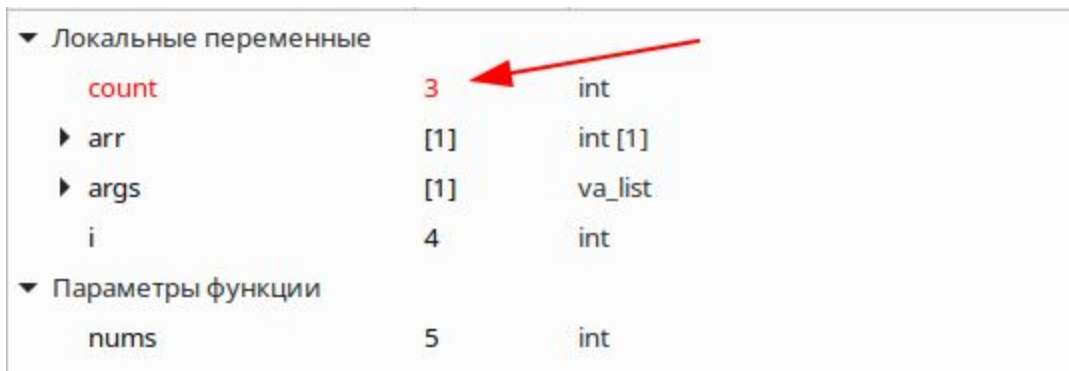 Локальные переменные
count 3 int
arr [1] int [1]
args [1] va_list
i 4 int
Параметры функции
nums 5 int